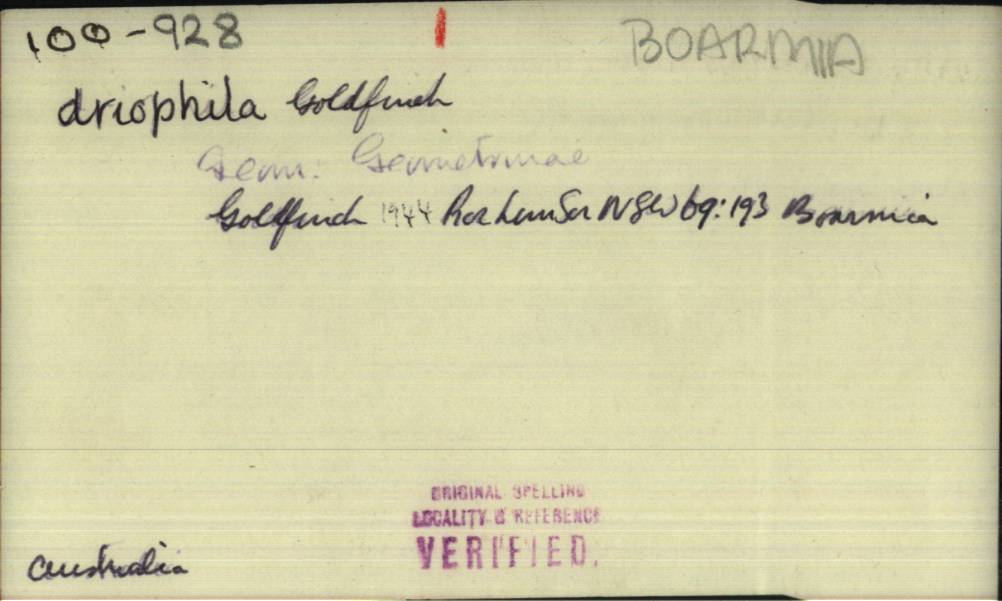 100-928 BOARMIA
driophila Goldfinch
Geom: Geometrinae
Goldfinch 1944 Proc Linn Soc NSW 69:193 Boarmia
ORIGINAL SPELLING
LOCALITY & REFERENCE
VERIFIED.
Australia